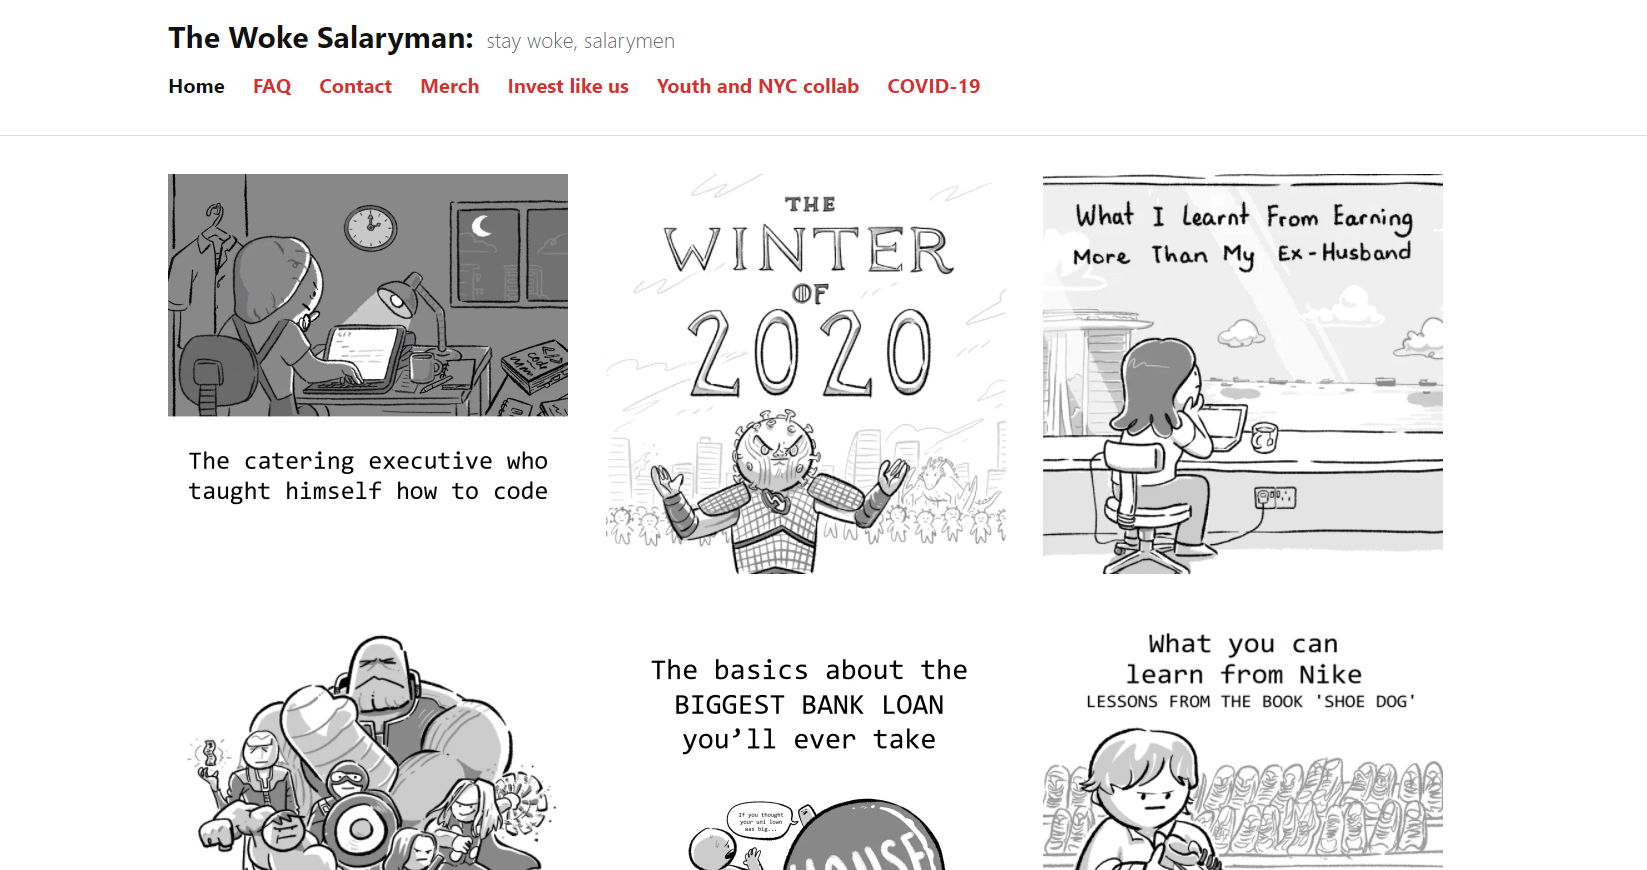 The Woke Salaryman: stay woke, salarymen
Home FAQ Contact Merch Invest like us Youth and NYC collab COVID-19
The catering executive who
taught himself how to code
THE
WINTER
OF
2020
What I Learnt From Earning
More Than My Ex-Husband
The basics about the
BIGGEST BANK LOAN
you’ll ever take
If you thought
your uni loan
was big...
HOUSE
What you can
learn from Nike
LESSONS FROM THE BOOK 'SHOE DOG'